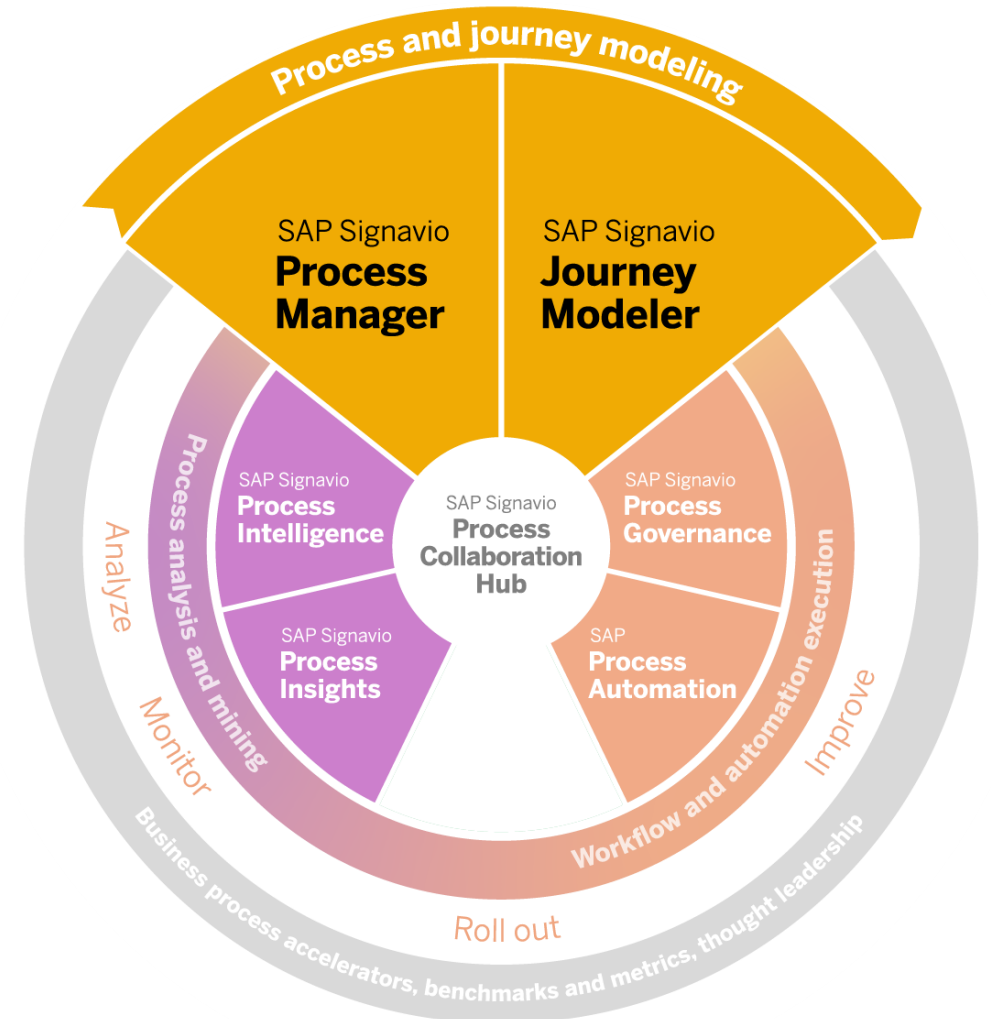 Process and journey modeling
SAP Signavio
Process
Manager
SAP Signavio
Journey
Modeler
SAP Signavio
Process
Intelligence
SAP Signavio
Process
Insights
SAP Signavio
Process
Collaboration
Hub
SAP Signavio
Process
Governance
SAP
Process
Automation
Process analysis and mining
Workflow and automation execution
Analyze
Monitor
Roll out
Improve
Business process accelerators, benchmarks and metrics, thought leadership